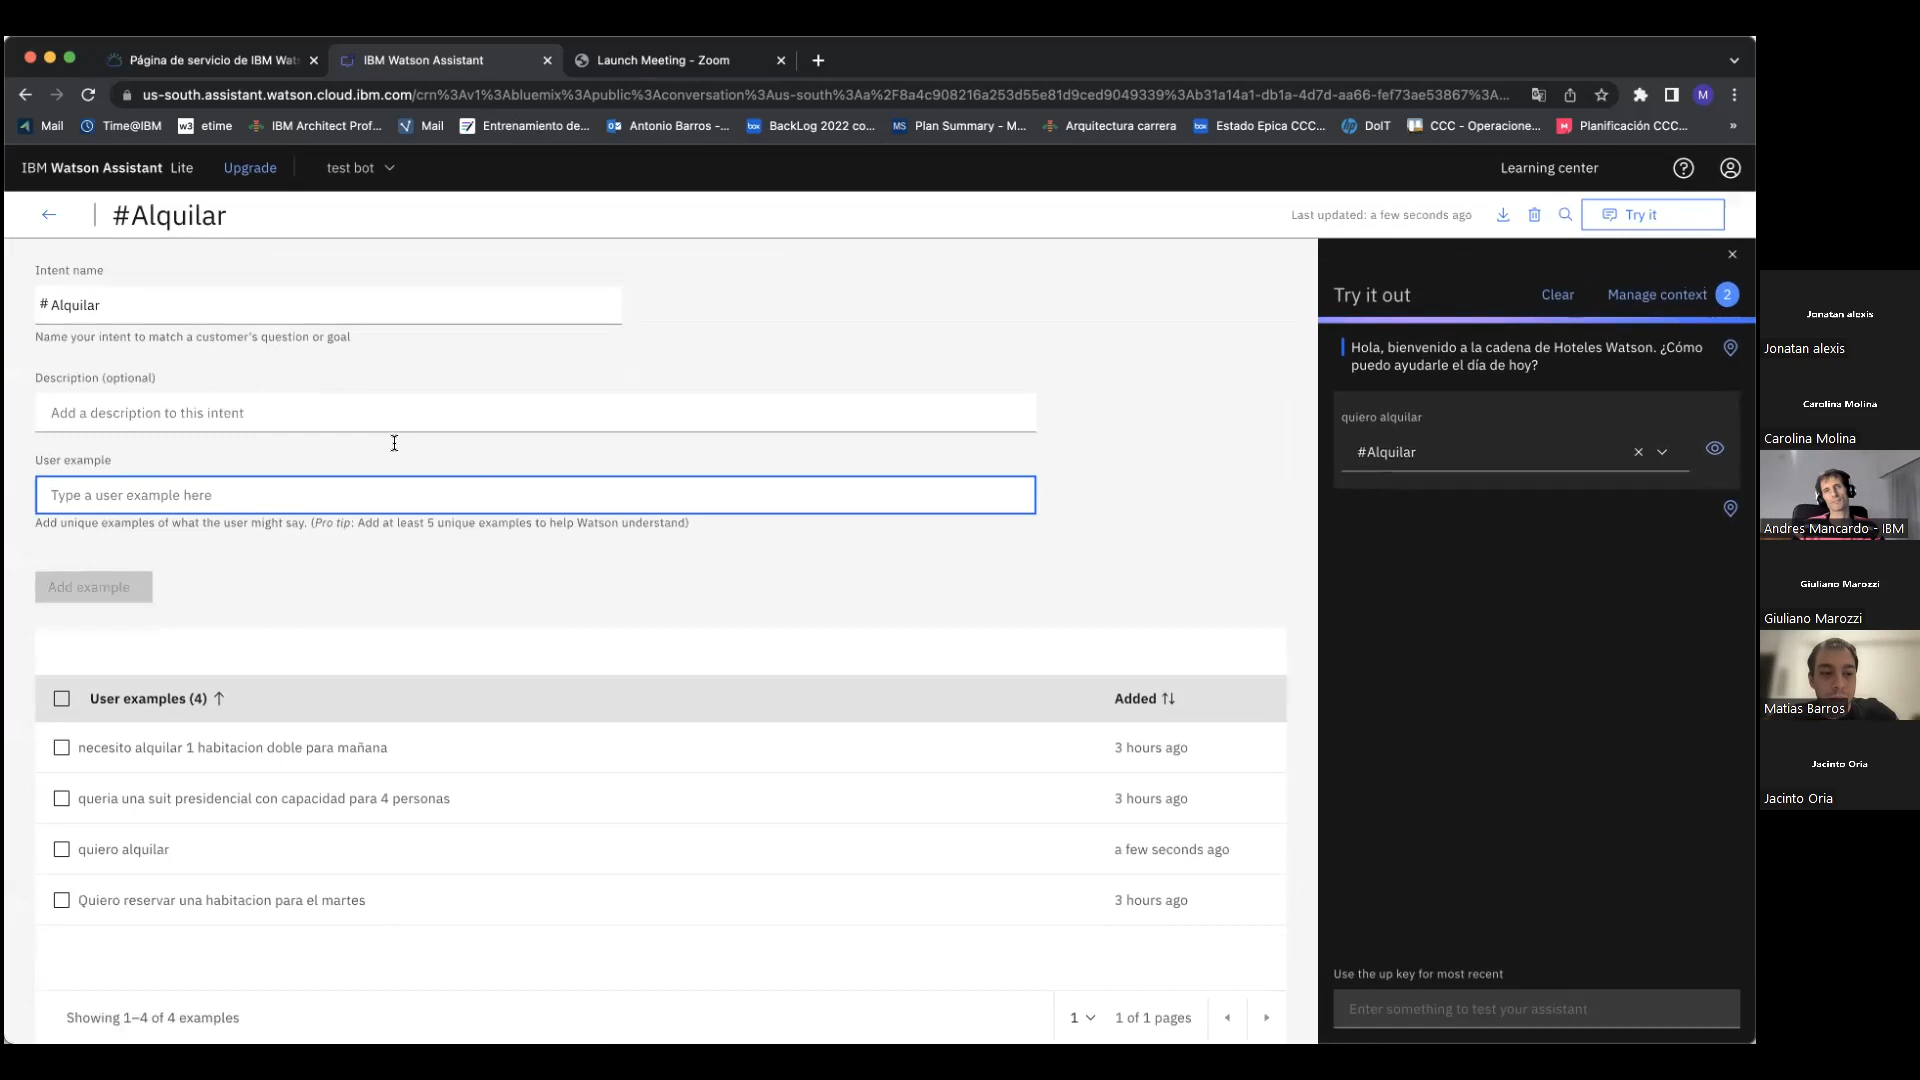 Página de servicio de IBM Wat
IBM Watson Assistant
Launch Meeting - Zoom
us-south.assistant.watson.cloud.ibm.com/crn%3Av1%3Abluemix%3Apublic%3Aconversation%3Aus-south%3Aa%2F8a4c908216a253d55e81d9ced9049339%3Ab31a14a1-db1a-4d7d-aa66-fef73ae53867%3A...
M
Mail
Time@IBM
w3 etime
IBM Architect Prof...
Mail
Entrenamiento de...
Antonio Barros -...
box BackLog 2022 co...
MS Plan Summary - M...
Arquitectura carrera
box Estado Epica CCC...
DoIT
CCC - Operacione...
M Planificación CCC...
»
IBM Watson Assistant Lite
Upgrade
test bot
Learning center
#Alquilar
Last updated: a few seconds ago
Try it
Intent name
# Alquilar
Name your intent to match a customer's question or goal
Description (optional)
Add a description to this intent
User example
Type a user example here
Add unique examples of what the user might say. (Pro tip: Add at least 5 unique examples to help Watson understand)
Add example
User examples (4) ↑
Added ↑↓
necesito alquilar 1 habitacion doble para mañana
3 hours ago
queria una suit presidencial con capacidad para 4 personas
3 hours ago
quiero alquilar
a few seconds ago
Quiero reservar una habitacion para el martes
3 hours ago
Showing 1–4 of 4 examples
1
1 of 1 pages
Try it out
Clear
Manage context 2
Hola, bienvenido a la cadena de Hoteles Watson. ¿Cómo
puedo ayudarle el día de hoy?
quiero alquilar
#Alquilar
Use the up key for most recent
Enter something to test your assistant
Jonatan alexis
Jonatan alexis
Carolina Molina
Carolina Molina
Andres Mancardo - IBM
Giuliano Marozzi
Giuliano Marozzi
Matias Barros
Jacinto Oria
Jacinto Oria